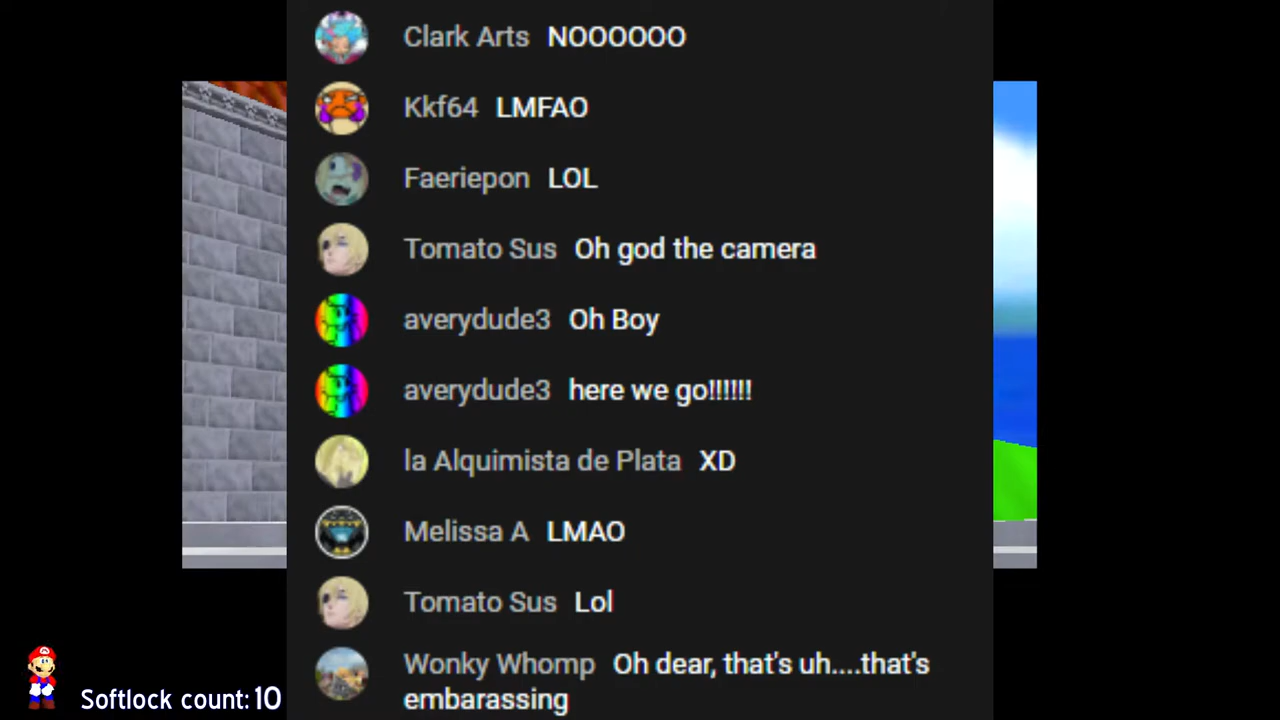 Clark Arts NOOOOOO
Kkf64 LMFAO
Faeriepon LOL
Tomato Sus Oh god the camera
averydude3 Oh Boy
averydude3 here we go!!!!!!
la Alquimista de Plata XD
Melissa A LMAO
Tomato Sus Lol
Wonky Whomp Oh dear, that's uh....that's
embarassing
Softlock count: 10